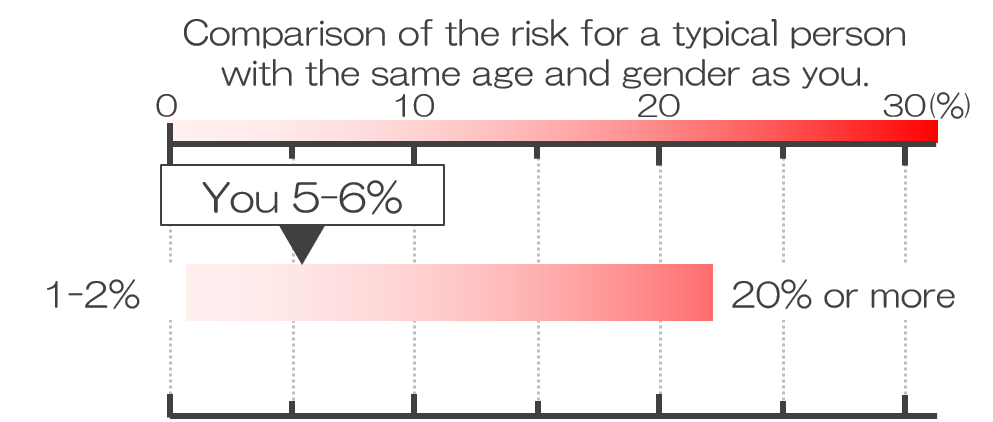 Comparison of the risk for a typical person
with the same age and gender as you.
0 10 20 30(%)
You 5-6%
1-2% 20% or more